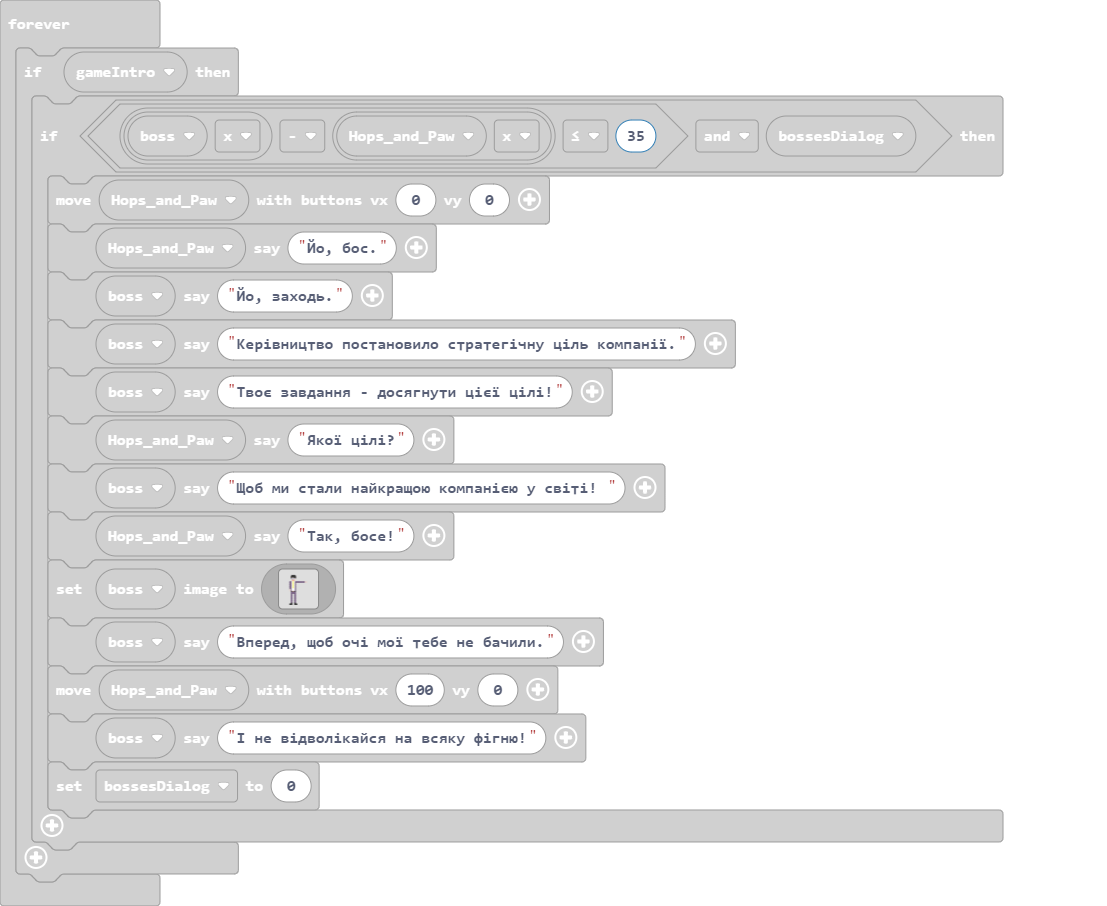 forever
if gameIntro then
if boss x - Hops_and_Paw x ≤ 35 and bossesDialog then
move Hops_and_Paw with buttons vx 0 vy 0
Hops_and_Paw say "Йо, бос."
boss say "Йо, заходь."
boss say "Керівництво постановило стратегічну ціль компанії."
boss say "Твоє завдання - досягнути цієї цілі!"
Hops_and_Paw say "Якої цілі?"
boss say "Щоб ми стали найкращою компанією у світі! "
Hops_and_Paw say "Так, босе!"
set boss image to
boss say "Вперед, щоб очі мої тебе не бачили."
move Hops_and_Paw with buttons vx 100 vy 0
boss say "І не відволікайся на всяку фігню!"
set bossesDialog to 0